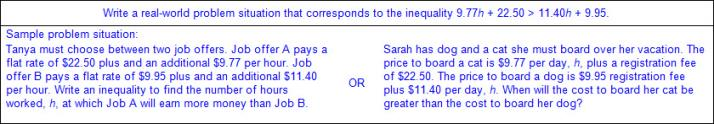 Write a real-world problem situation that corresponds to the inequality 9.77h + 22.50 > 11.40h + 9.95.
Sample problem situation:
Tanya must choose between two job offers. Job offer A pays a
flat rate of $22.50 plus and an additional $9.77 per hour. Job
offer B pays a flat rate of $9.95 plus and an additional $11.40
per hour. Write an inequality to find the number of hours
worked, h, at which Job A will earn more money than Job B.
OR
Sarah has dog and a cat she must board over her vacation. The
price to board a cat is $9.77 per day, h, plus a registration fee
of $22.50. The price to board a dog is $9.95 registration fee
plus $11.40 per day, h. When will the cost to board her cat be
greater than the cost to board her dog?